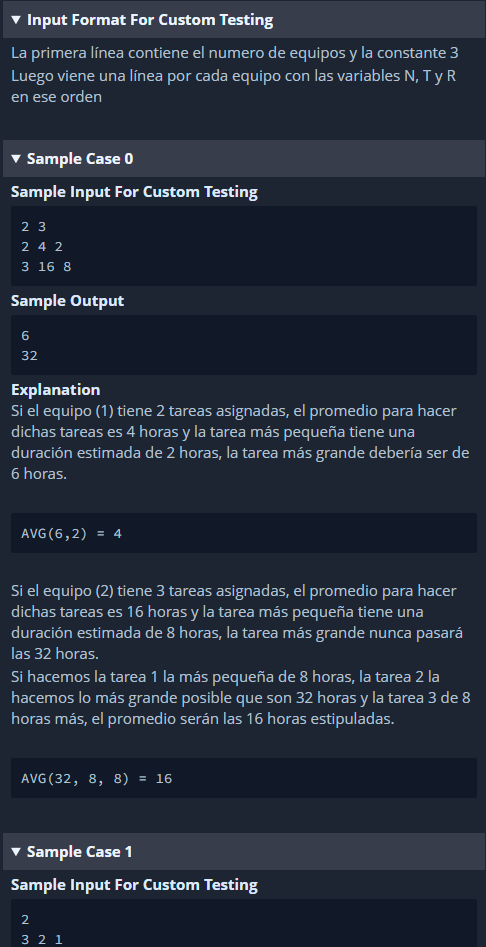 ▼ Input Format For Custom Testing
La primera línea contiene el numero de equipos y la constante 3
Luego viene una línea por cada equipo con las variables N, T y R
en ese orden
▼ Sample Case 0
Sample Input For Custom Testing
2 3
2 4 2
3 16 8
Sample Output
6
32
Explanation
Si el equipo (1) tiene 2 tareas asignadas, el promedio para hacer
dichas tareas es 4 horas y la tarea más pequeña tiene una
duración estimada de 2 horas, la tarea más grande debería ser de
6 horas.
AVG(6,2) = 4
Si el equipo (2) tiene 3 tareas asignadas, el promedio para hacer
dichas tareas es 16 horas y la tarea más pequeña tiene una
duración estimada de 8 horas, la tarea más grande nunca pasará
las 32 horas.
Si hacemos la tarea 1 la más pequeña de 8 horas, la tarea 2 la
hacemos lo más grande posible que son 32 horas y la tarea 3 de 8
horas más, el promedio serán las 16 horas estipuladas.
AVG(32, 8, 8) = 16
▼ Sample Case 1
Sample Input For Custom Testing
2
3 2 1